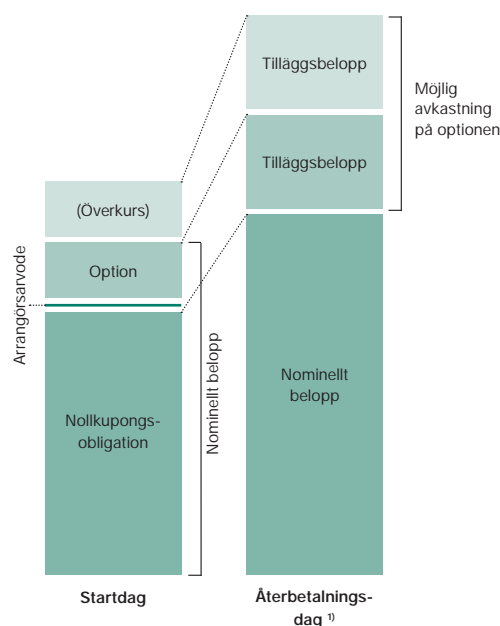 Tilläggsbelopp
Tilläggsbelopp
Möjlig
avkastning
på optionen
(Överkurs)
Option
Arrangörsarvode
Nollkupongs-
obligation
Nominellt belopp
Nominellt
belopp
Startdag
Återbetalnings-
dag 1)